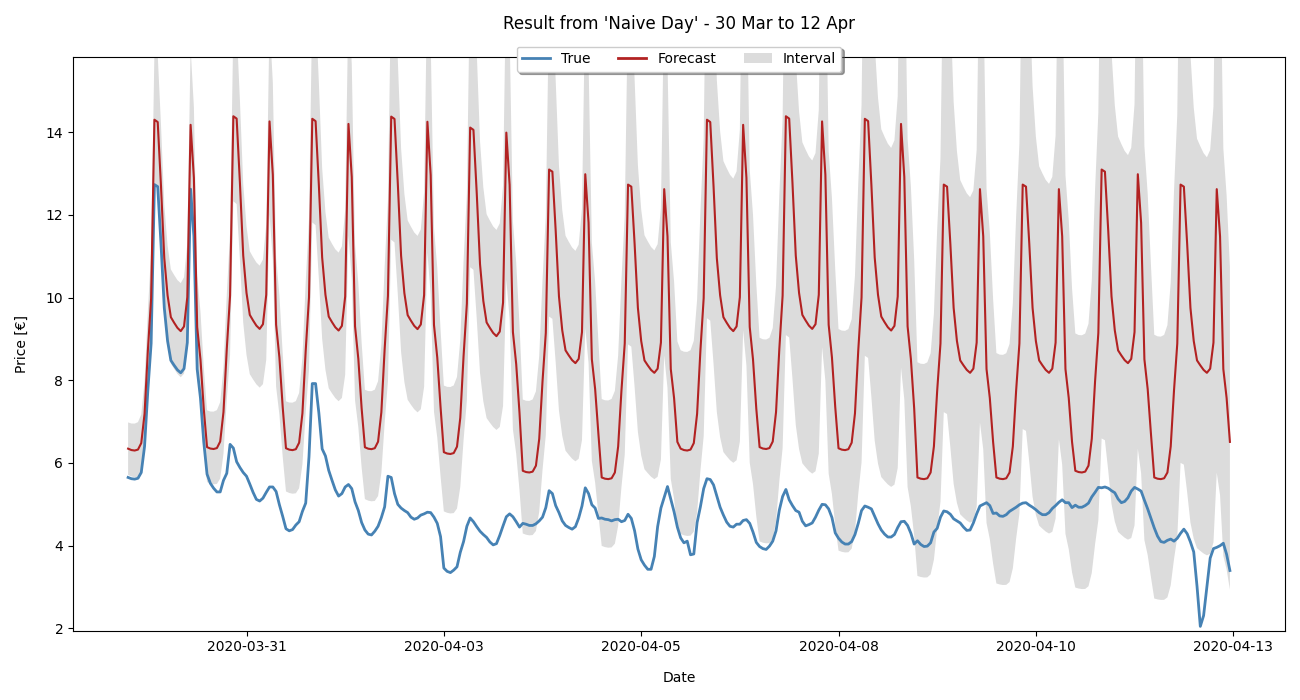 Result from 'Naive Day' - 30 Mar to 12 Apr
True Forecast Interval
Price [€]
14
12
10
8
6
4
2
2020-03-31 2020-04-03 2020-04-05 2020-04-08 2020-04-10 2020-04-13
Date